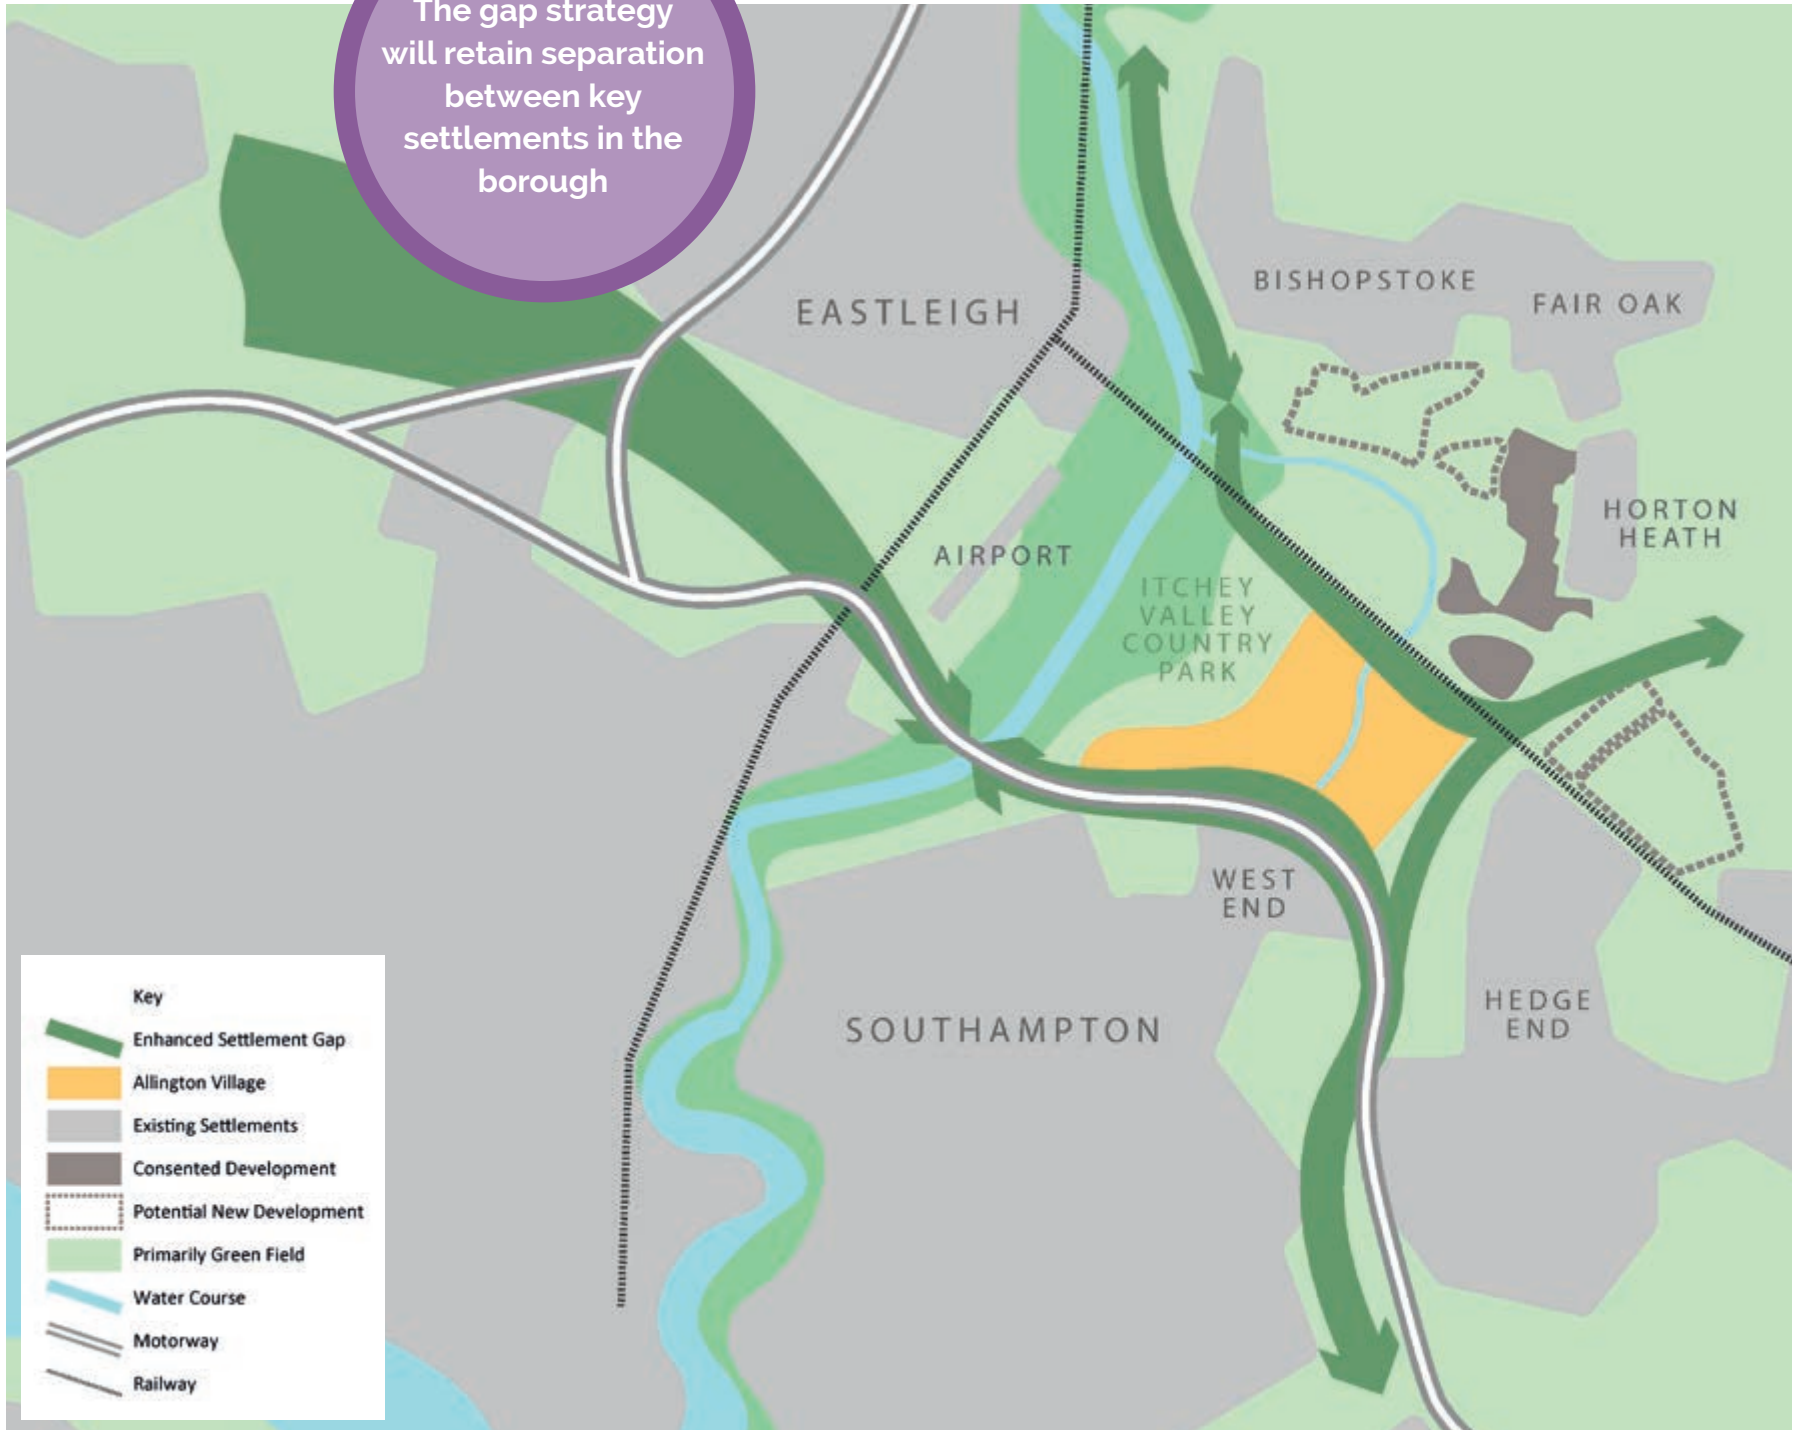 The gap strategy
will retain separation
between key
settlements in the
borough
EASTLEIGH
BISHOPSTOKE
FAIR OAK
HORTON
HEATH
AIRPORT
ITCHEY
VALLEY
COUNTRY
PARK
WEST
END
HEDGE
END
SOUTHAMPTON
Key
Enhanced Settlement Gap
Allington Village
Existing Settlements
Consented Development
Potential New Development
Primarily Green Field
Water Course
Motorway
Railway